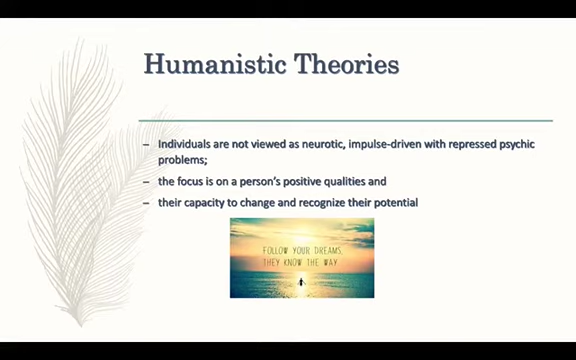 Humanistic Theories
– Individuals are not viewed as neurotic, impulse-driven with repressed psychic
problems;
– the focus is on a person's positive qualities and
– their capacity to change and recognize their potential
FOLLOW YOUR DREAMS,
THEY KNOW THE WAY